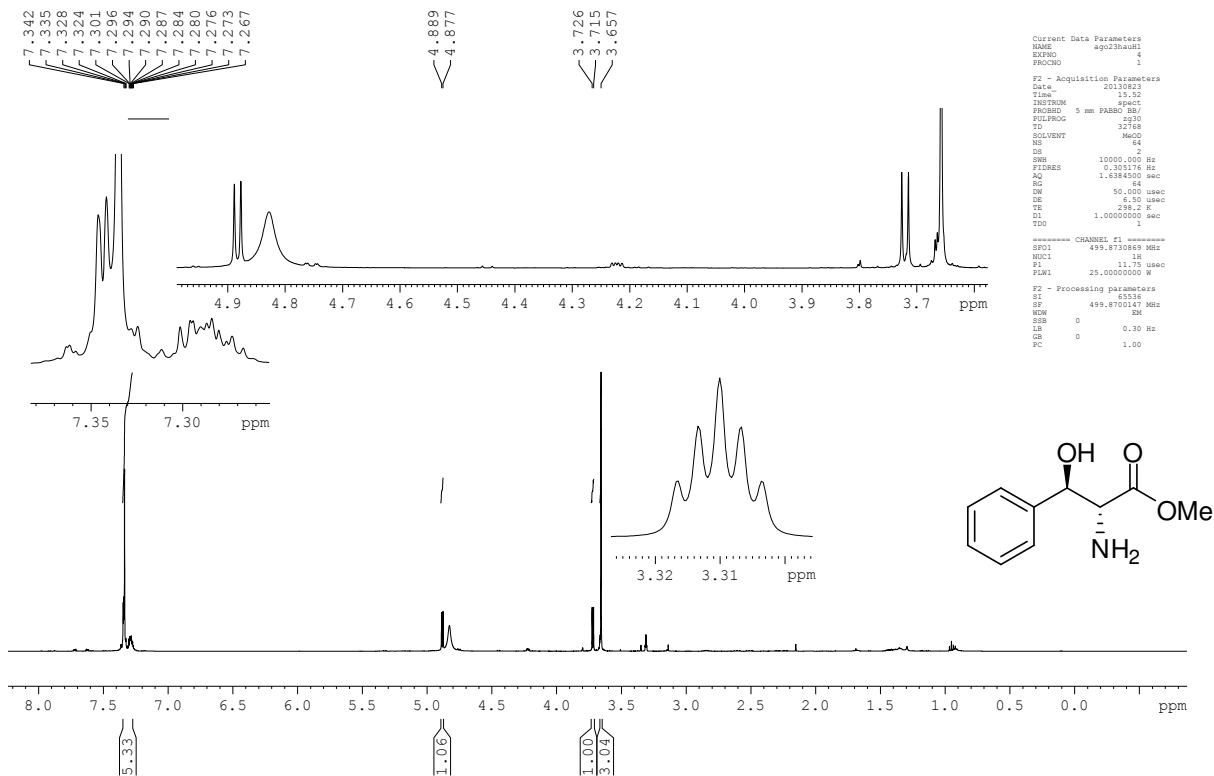 7.342
7.335
7.328
7.324
7.301
7.296
7.294
7.290
7.287
7.284
7.280
7.276
7.273
7.267
4.889
4.877
3.726
3.715
3.657
Current Data Parameters
NAME ago23hauH1
EXPNO 4
PROCNO 1
F2 - Acquisition Parameters
Date_ 20130823
Time 15.52
INSTRUM spect
PROBHD 5 mm PABBO BB/
PULPROG zg30
TD 32768
SOLVENT MeOD
NS 64
DS 2
SWH 10000.000 Hz
FIDRES 0.305176 Hz
AQ 1.6384500 sec
RG 64
DW 50.000 usec
DE 6.50 usec
TE 298.2 K
D1 1.00000000 sec
TD0 1
======== CHANNEL f1 ========
SFO1 499.8730869 MHz
NUC1 1H
P1 11.75 usec
PLW1 25.00000000 W
F2 - Processing parameters
SI 65536
SF 499.8700147 MHz
WDW EM
SSB 0
LB 0.30 Hz
GB 0
PC 1.00
4.9 4.8 4.7 4.6 4.5 4.4 4.3 4.2 4.1 4.0 3.9 3.8 3.7 ppm
7.35 7.30 ppm
3.32 3.31 ppm
OH O
OMe
NH2
8.0 7.5 7.0 6.5 6.0 5.5 5.0 4.5 4.0 3.5 3.0 2.5 2.0 1.5 1.0 0.5 0.0 ppm
5.33
1.06
1.00
3.04